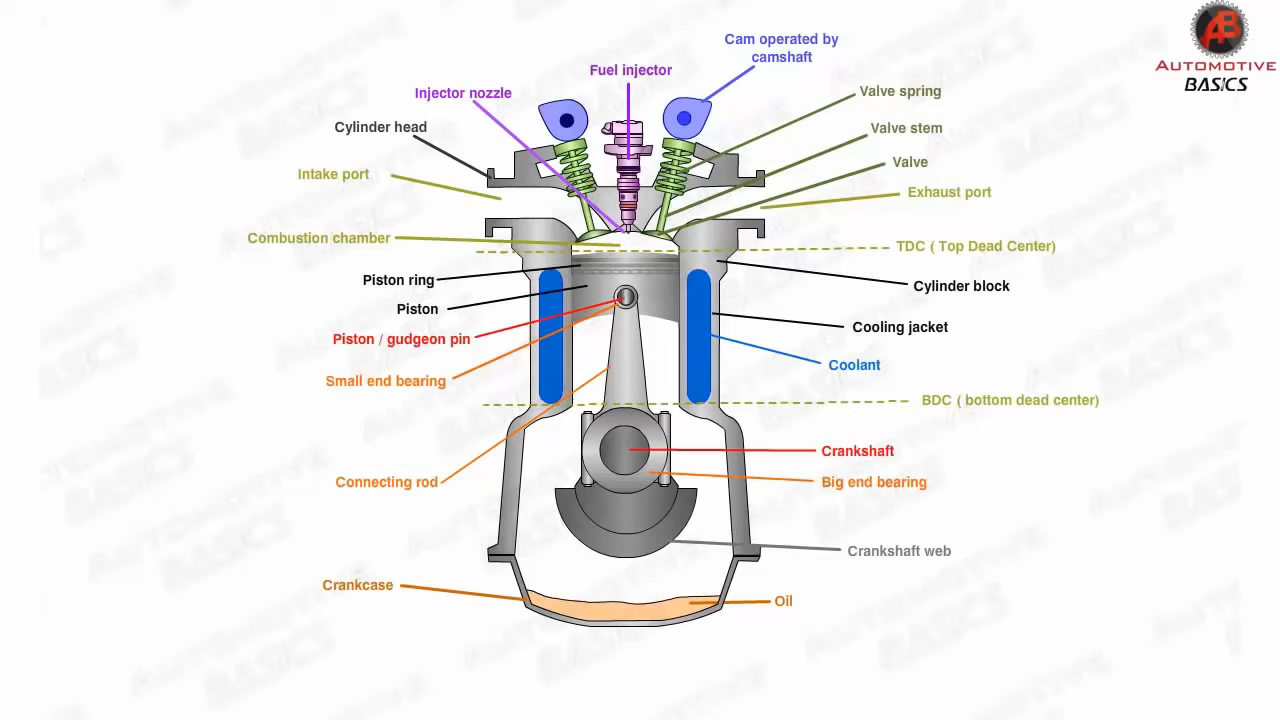 Cam operated by
camshaft
AUTOMOTIVE
BASICS
Fuel injector
Injector nozzle
Valve spring
Cylinder head
Valve stem
Valve
Intake port
Exhaust port
Combustion chamber
TDC ( Top Dead Center)
Piston ring
Cylinder block
Piston
Cooling jacket
Piston / gudgeon pin
Coolant
Small end bearing
BDC ( bottom dead center)
Crankshaft
Connecting rod
Big end bearing
Crankshaft web
Crankcase
Oil